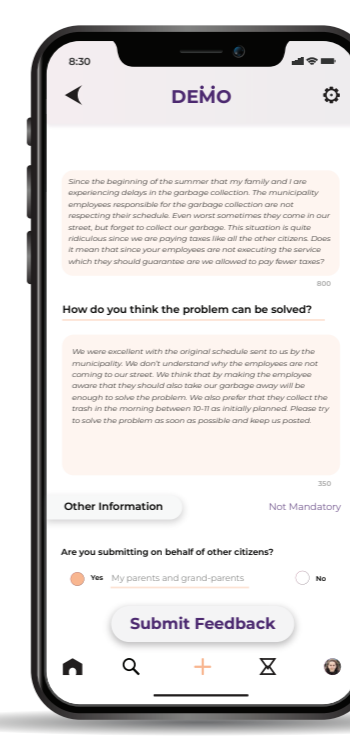 8:30
DEMO
Since the beginning of the summer that my family and I are
experiencing delays in the garbage collection. The municipality
employees responsible for the garbage collection are not
respecting their schedule. Even worst sometimes they come in our
street, but forget to collect our garbage. This situation is quite
ridiculous since we are paying taxes like all the other citizens. Does
it mean that since your employees are not executing the service
which they should guarantee are we allowed to pay fewer taxes?
800
How do you think the problem can be solved?
We were excellent with the original schedule sent to us by the
municipality. We don't understand why the employees are not
coming to our street. We think that by making the employee
aware that they should also take our garbage away will be
enough to solve the problem. We also prefer that they collect the
trash in the morning between 10-11 as initially planned. Please try
to solve the problem as soon as possible and keep us posted.
350
Other Information Not Mandatory
Are you submitting on behalf of other citizens?
Yes My parents and grand-parents No
Submit Feedback